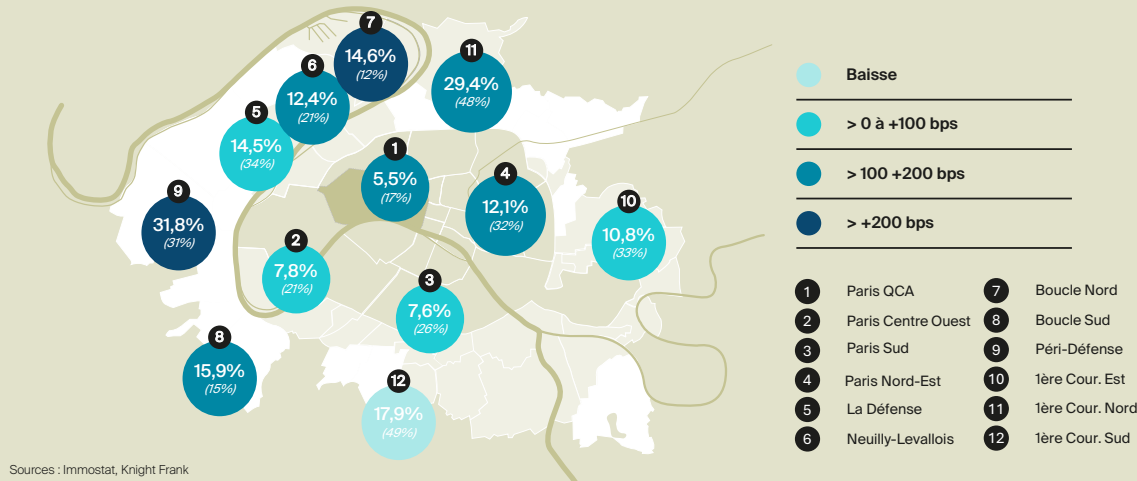 7
14,6%
(12%)
11
29,4%
(48%)
6
12,4%
(21%)
5
14,5%
(34%)
1
5,5%
(17%)
4
12,1%
(32%)
9
31,8%
(31%)
10
10,8%
(33%)
2
7,8%
(21%)
3
7,6%
(26%)
8
15,9%
(15%)
12
17,9%
(49%)
Baisse
> 0 à +100 bps
> 100 +200 bps
> +200 bps
1 Paris QCA
2 Paris Centre Ouest
3 Paris Sud
4 Paris Nord-Est
5 La Défense
6 Neuilly-Levallois
7 Boucle Nord
8 Boucle Sud
9 Péri-Défense
10 1ère Cour. Est
11 1ère Cour. Nord
12 1ère Cour. Sud
Sources : Immostat, Knight Frank